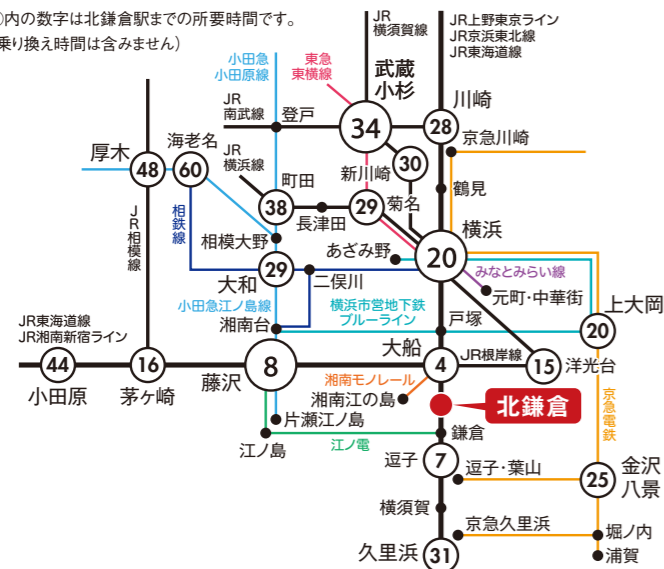 ○内の数字は北鎌倉駅までの所要時間です。
乗り換え時間は含みません）
JR
横須賀線
JR上野東京ライン
JR京浜東北線
JR東海道線
小田急
小田原線
東急
東横線
武蔵
小杉
JR
南武線
登戸
34
川崎
28
京急川崎
厚木
48
海老名
60
JR
横浜線
町田
38
新川崎
30
鶴見
長津田
29
菊名
横浜
20
JR相模線
相鉄線
相模大野
あざみ野
みなとみらい線
元町・中華街
大和
29
二俣川
上大岡
20
小田急江ノ島線
横浜市営地下鉄
ブルーライン
戸塚
湘南台
JR東海道線
JR湘南新宿ライン
44
小田原
16
茅ヶ崎
8
藤沢
大船
4
JR根岸線
15
洋光台
湘南モノレール
湘南江の島
北鎌倉
京急電鉄
片瀬江ノ島
江ノ島
江ノ電
鎌倉
逗子
7
逗子・葉山
25
金沢
八景
横須賀
京急久里浜
堀ノ内
久里浜
31
浦賀